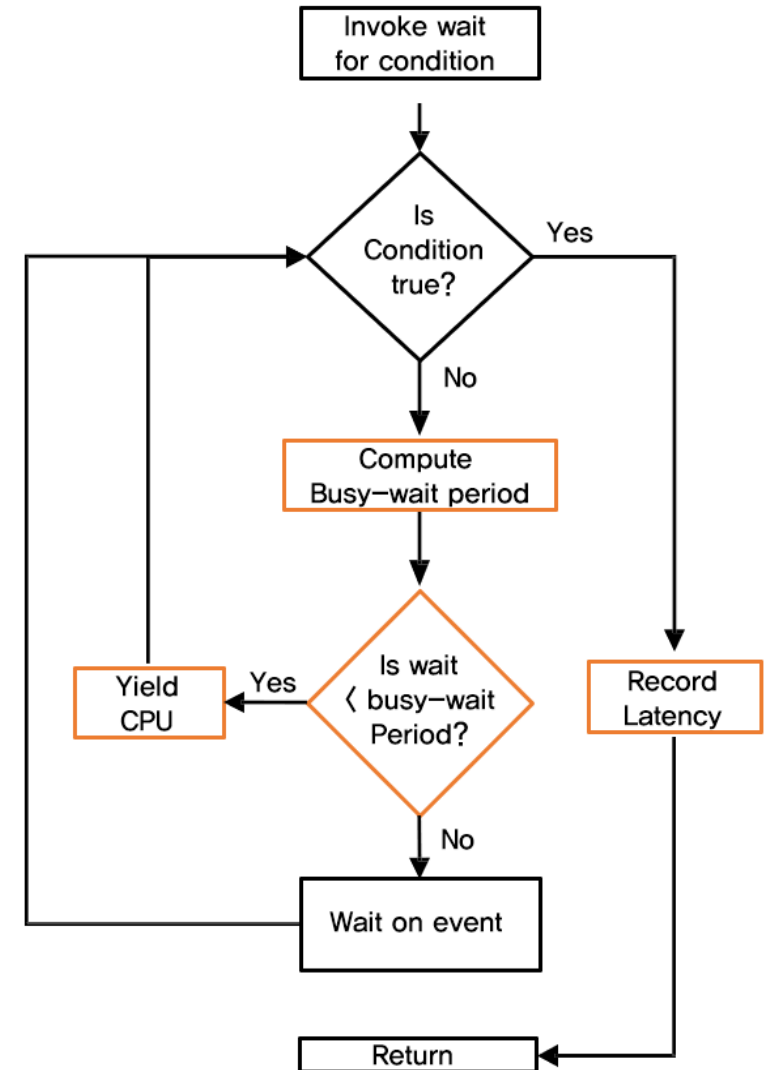 Invoke wait
for condition
Is
Condition
true?
Yes
No
Compute
Busy−wait period
Is wait
< busy−wait
Period?
Yes
Yield
CPU
Record
Latency
No
Wait on event
Return